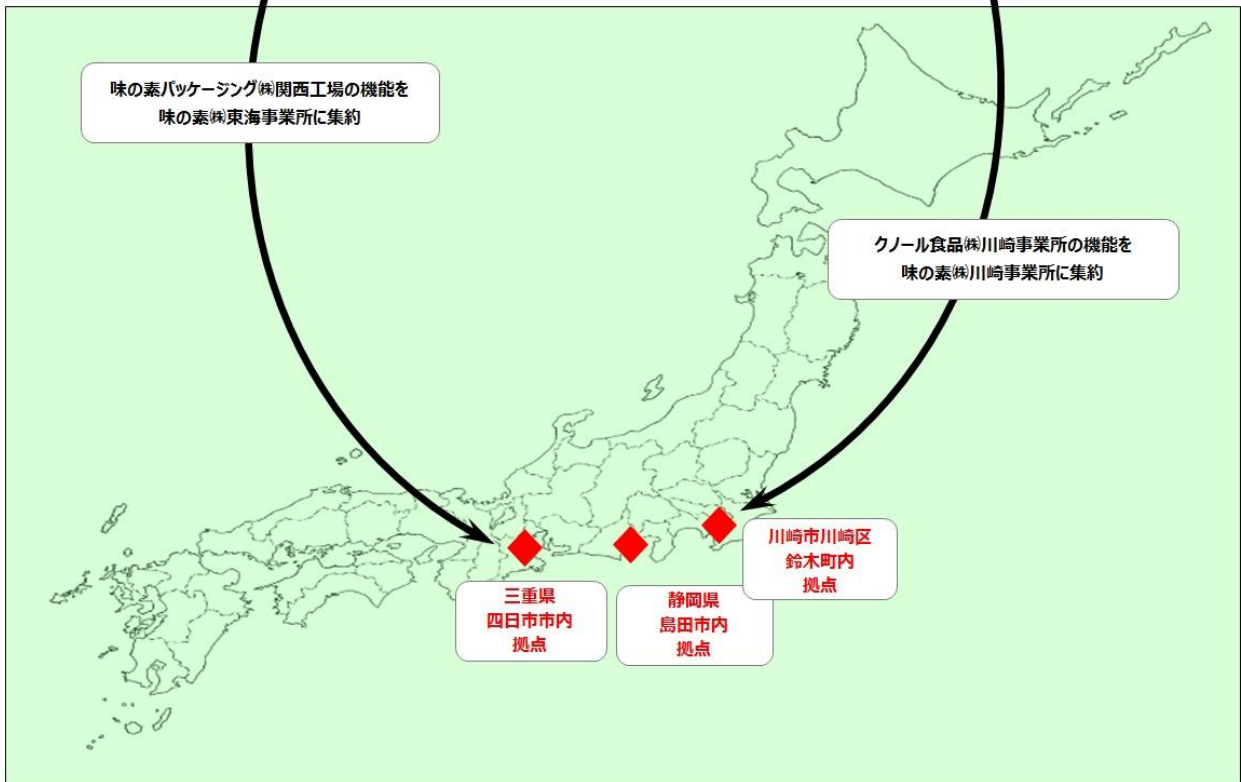 味の素パッケージング㈱関西工場の機能を
味の素㈱東海事業所に集約
クノール食品㈱川崎事業所の機能を
味の素㈱川崎事業所に集約
川崎市川崎区
鈴木町内
拠点
三重県
四日市市内
拠点
静岡県
島田市内
拠点